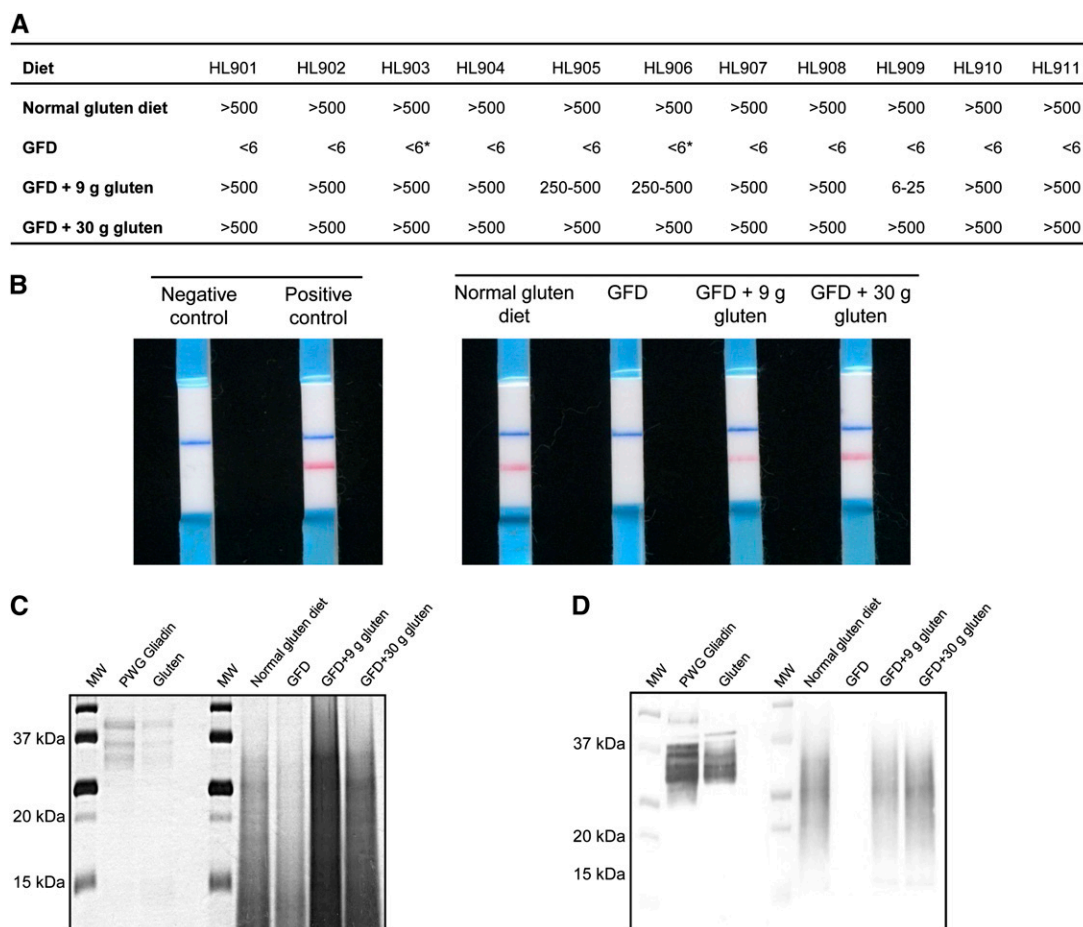 A
Diet HL901 HL902 HL903 HL904 HL905 HL906 HL907 HL908 HL909 HL910 HL911
Normal gluten diet >500 >500 >500 >500 >500 >500 >500 >500 >500 >500 >500
GFD <6 <6 <6* <6 <6 <6* <6 <6 <6 <6 <6
GFD + 9 g gluten >500 >500 >500 >500 250-500 250-500 >500 >500 6-25 >500 >500
GFD + 30 g gluten >500 >500 >500 >500 >500 >500 >500 >500 >500 >500 >500
B
Negative control
Positive control
Normal gluten diet
GFD
GFD + 9 g gluten
GFD + 30 g gluten
C
MW
PWG Gliadin
Gluten
MW
Normal gluten diet
GFD
GFD+9 g gluten
GFD+30 g gluten
37 kDa
20 kDa
15 kDa
D
MW
PWG Gliadin
Gluten
MW
Normal gluten diet
GFD
GFD+9 g gluten
GFD+30 g gluten
37 kDa
20 kDa
15 kDa